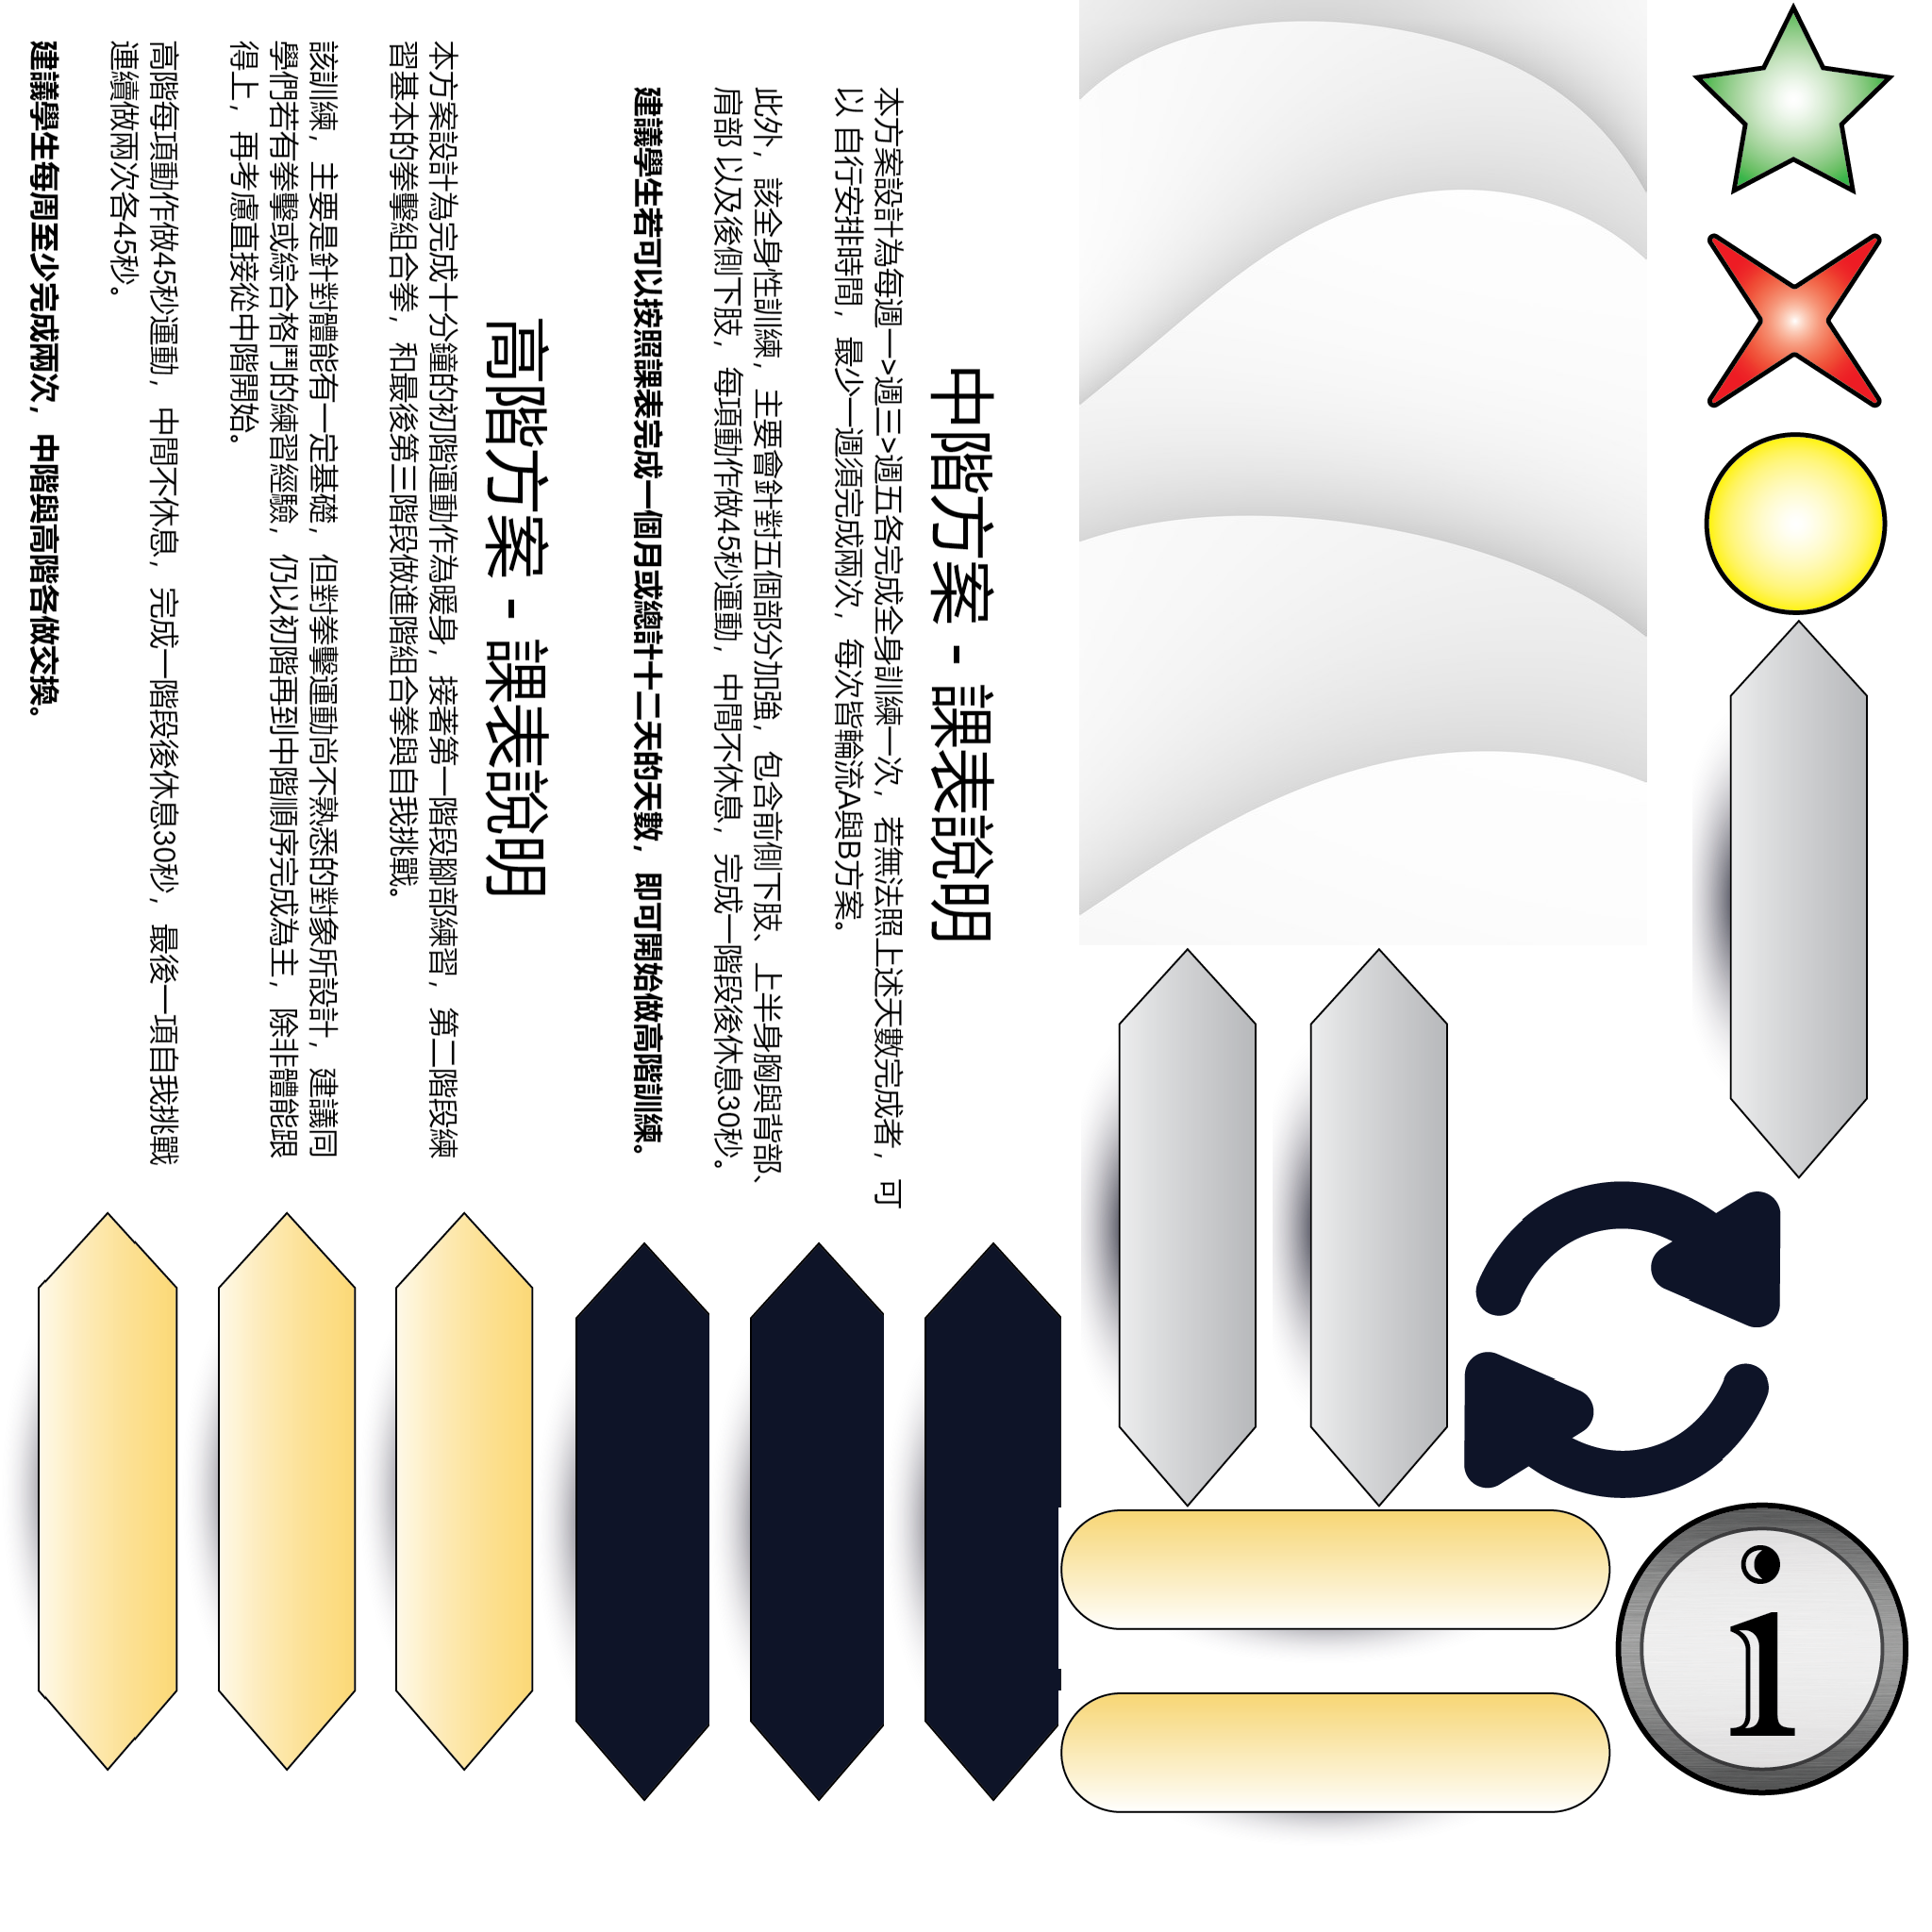 中階方案 - 課表說明
本方案設計為每週一>週三>週五各完成全身訓練一次，若無法照上述天數完成者，可
以 自行安排時間，最少一週須完成兩次，每次皆輪流A與B方案。
此外，該全身性訓練，主要會針對五個部分加強，包含前側下肢、上半身胸與背部、
肩部 以及後側下肢，每項動作做45秒運動，中間不休息，完成一階段後休息30秒。
建議學生若可以按照課表完成一個月或總計十二天的天數，即可開始做高階訓練。
高階方案 - 課表說明
本方案設計為完成十分鐘的初階運動作為暖身，接著第一階段腳部練習，第二階段練
習基本的拳擊組合拳，和最後第三階段做進階組合拳與自我挑戰。
該訓練，主要是針對體能有一定基礎，但對拳擊運動尚不熟悉的對象所設計，建議同
學們若有拳擊或綜合格鬥的練習經驗，仍以初階再到中階順序完成為主，除非體能跟
得上，再考慮直接從中階開始。
高階每項動作做45秒運動，中間不休息，完成一階段後休息30秒，最後一項自我挑戰
連續做兩次各45秒。
建議學生每周至少完成兩次，中階與高階各做交換。
i